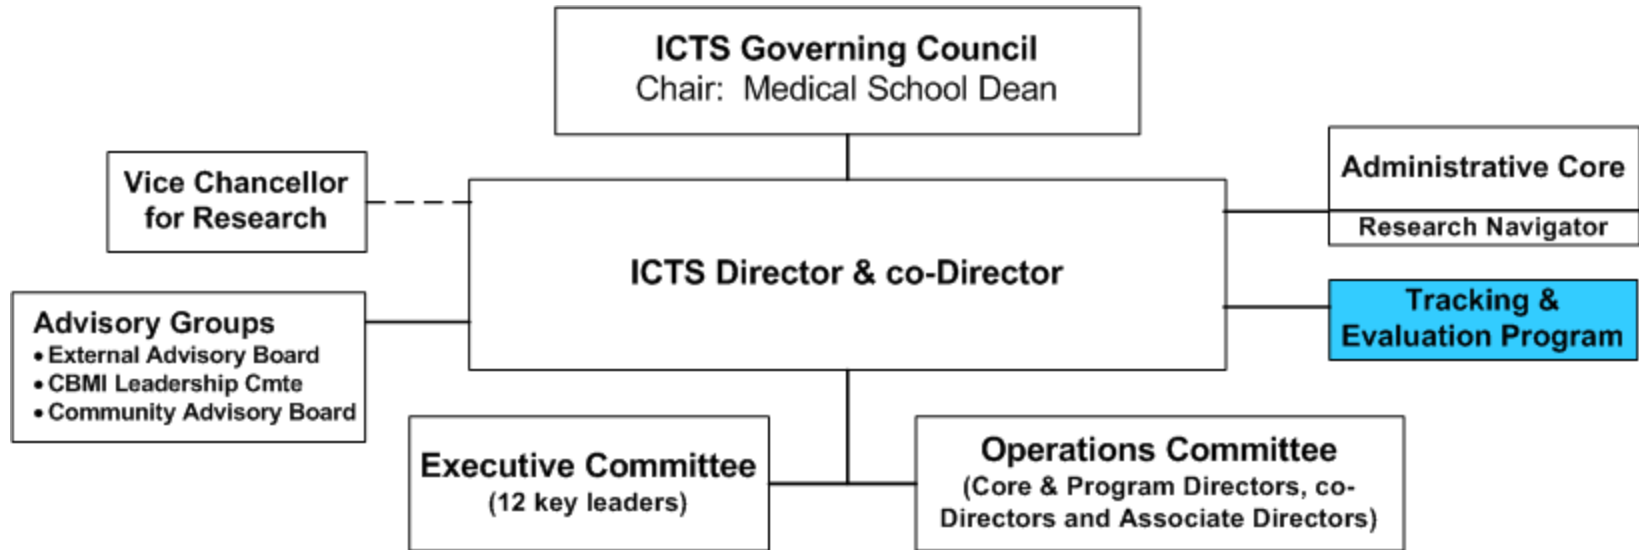 ICTS Governing Council
Chair:  Medical School Dean
Vice Chancellor
for Research
Administrative Core
Research Navigator
ICTS Director & co-Director
Tracking &
Evaluation Program
Advisory Groups
• External Advisory Board
• CBMI Leadership Cmte
• Community Advisory Board
Executive Committee
(12 key leaders)
Operations Committee
(Core & Program Directors, co-
Directors and Associate Directors)